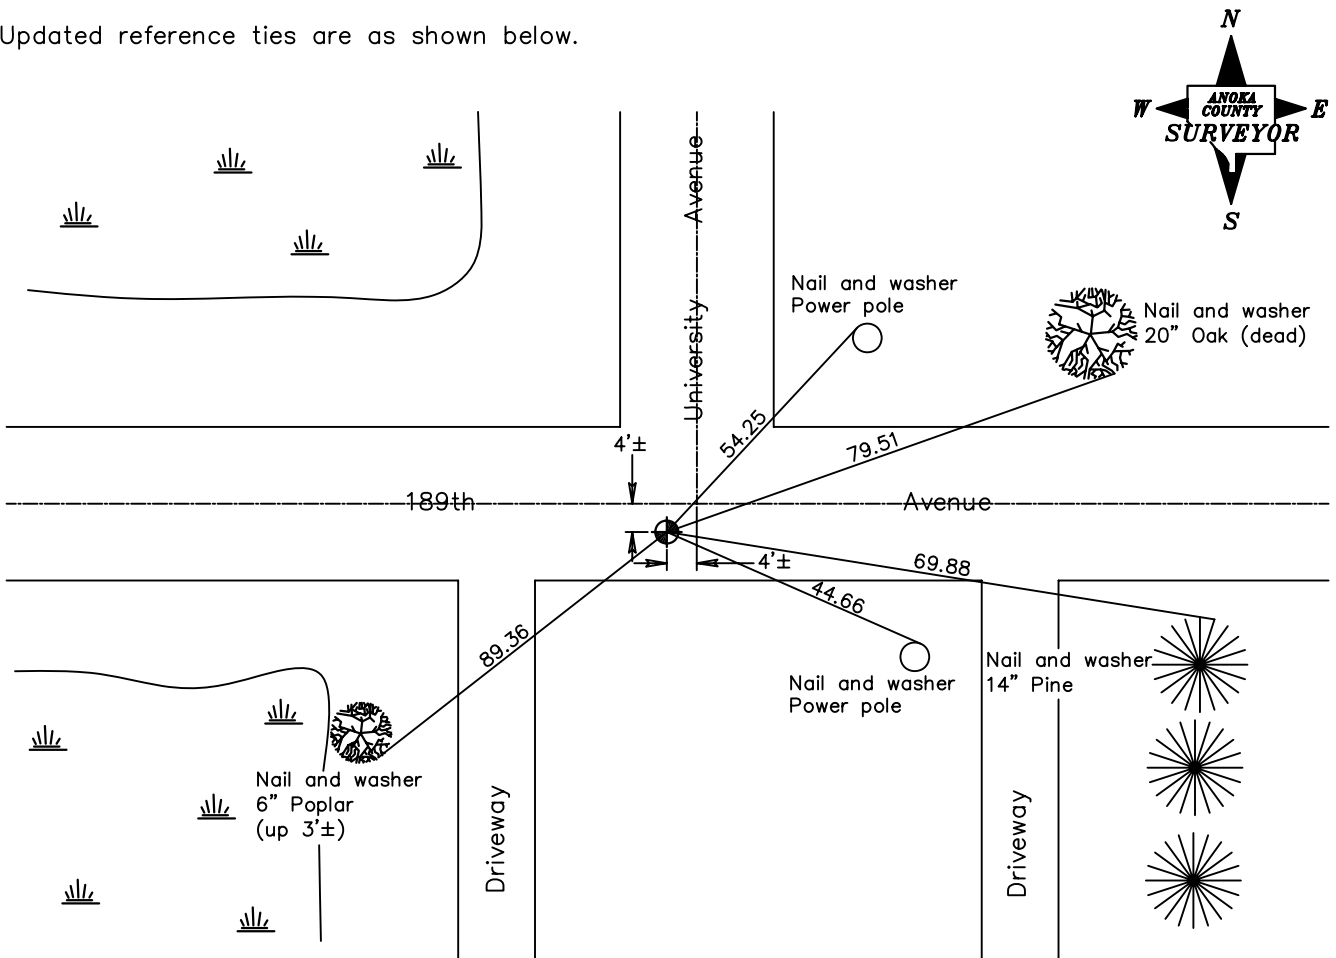 Updated reference ties are as shown below.
N
W
ANOKA
COUNTY
SURVEYOR
E
S
University Avenue
Nail and washer
Power pole
Nail and washer
20" Oak (dead)
4'±
54.25
79.51
189th Avenue
4'±
69.88
44.66
89.36
Nail and washer
14" Pine
Nail and washer
Power pole
Nail and washer
6" Poplar
(up 3'±)
Driveway
Driveway